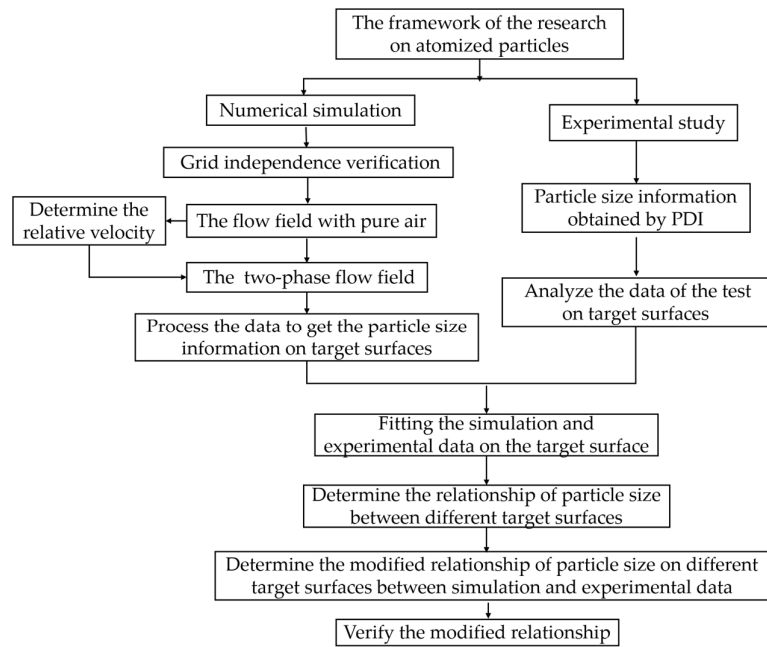 The framework of the research
on atomized particles
Numerical simulation
Experimental study
Grid independence verification
Particle size information
obtained by PDI
Determine the
relative velocity
The flow field with pure air
The two-phase flow field
Analyze the data of the test
on target surfaces
Process the data to get the particle size
information on target surfaces
Fitting the simulation and
experimental data on the target surface
Determine the relationship of particle size
between different target surfaces
Determine the modified relationship of particle size on different
target surfaces between simulation and experimental data
Verify the modified relationship